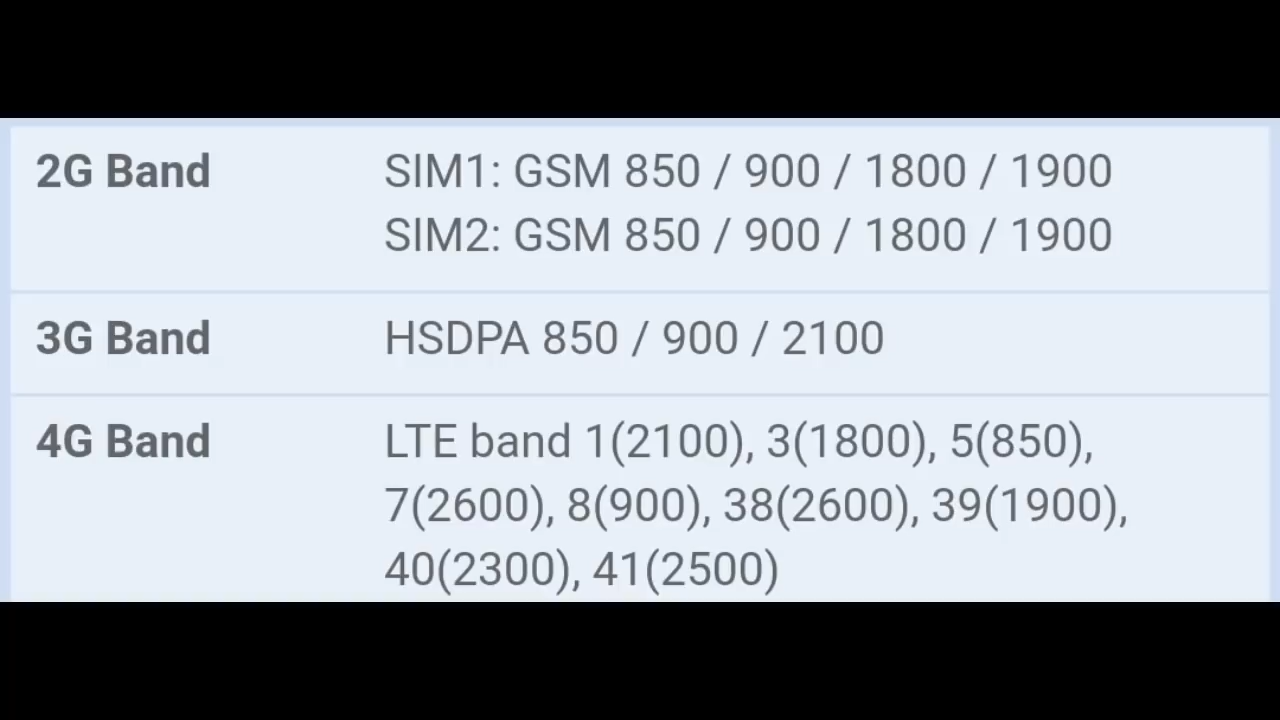 2G Band SIM1: GSM 850 / 900 / 1800 / 1900
SIM2: GSM 850 / 900 / 1800 / 1900
3G Band HSDPA 850 / 900 / 2100
4G Band LTE band 1(2100), 3(1800), 5(850),
7(2600), 8(900), 38(2600), 39(1900),
40(2300), 41(2500)